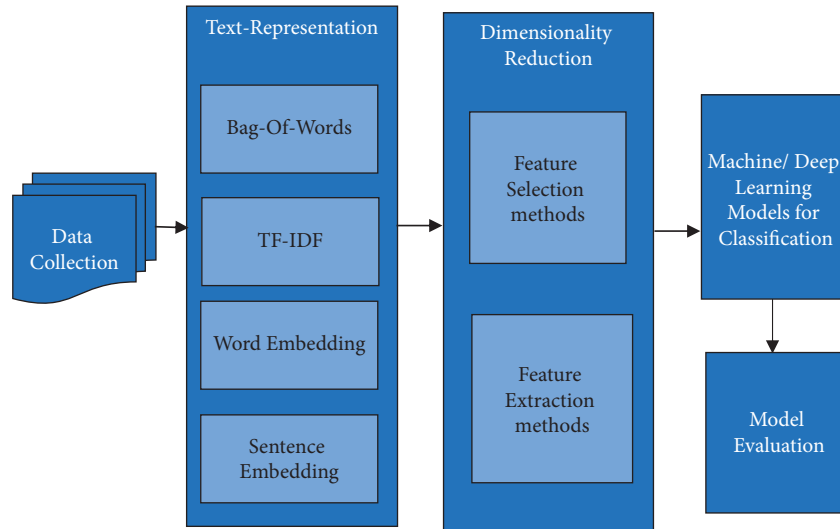 Data
Collection
Text-Representation
Bag-Of-Words
TF-IDF
Word Embedding
Sentence
Embedding
Dimensionality
Reduction
Feature
Selection
methods
Feature
Extraction
methods
Machine/ Deep
Learning
Models for
Classification
Model
Evaluation